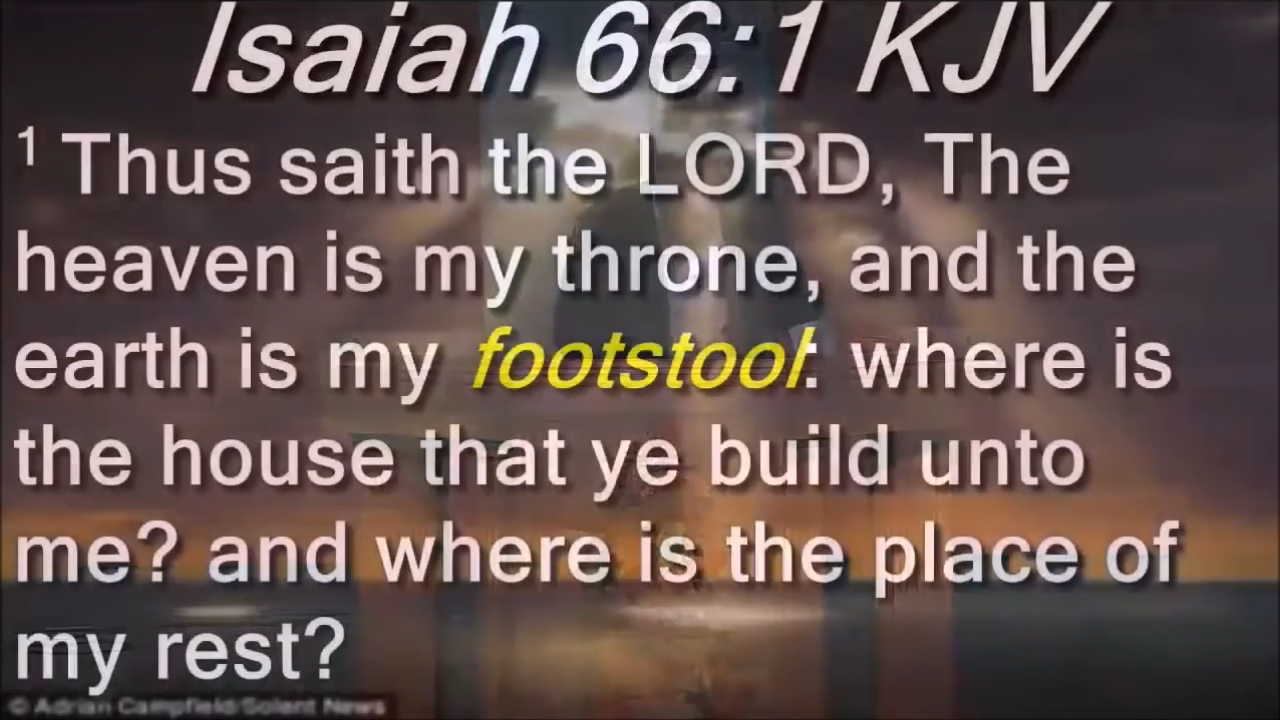 Isaiah 66:1 KJV
1 Thus saith the LORD, The
heaven is my throne, and the
earth is my footstool: where is
the house that ye build unto
me? and where is the place of
my rest?
© Adrian Campfield/Solent News